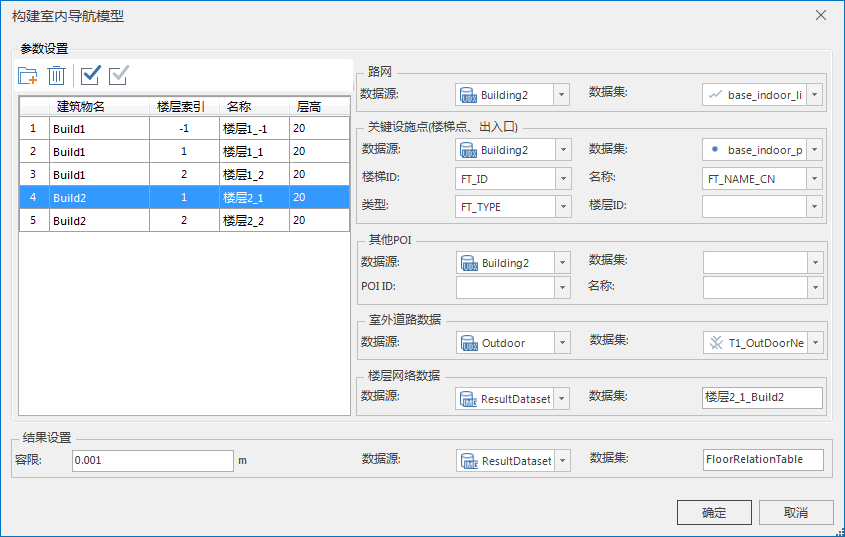 构建室内导航模型
参数设置
建筑物名 楼层索引 名称 层高
1 Build1 -1 楼层1_-1 20
2 Build1 1 楼层1_1 20
3 Build1 2 楼层1_2 20
4 Build2 1 楼层2_1 20
5 Build2 2 楼层2_2 20
路网
数据源: Building2 数据集: base_indoor_li
关键设施点(楼梯点、出入口)
数据源: Building2 数据集: base_indoor_p
楼梯ID: FT_ID 名称: FT_NAME_CN
类型: FT_TYPE 楼层ID:
其他POI
数据源: Building2 数据集:
POI ID: 名称:
室外道路数据
数据源: Outdoor 数据集: T1_OutDoorNe
楼层网络数据
数据源: ResultDataset 数据集: 楼层2_1_Build2
结果设置
容限: 0.001 m 数据源: ResultDataset 数据集: FloorRelationTable
确定 取消